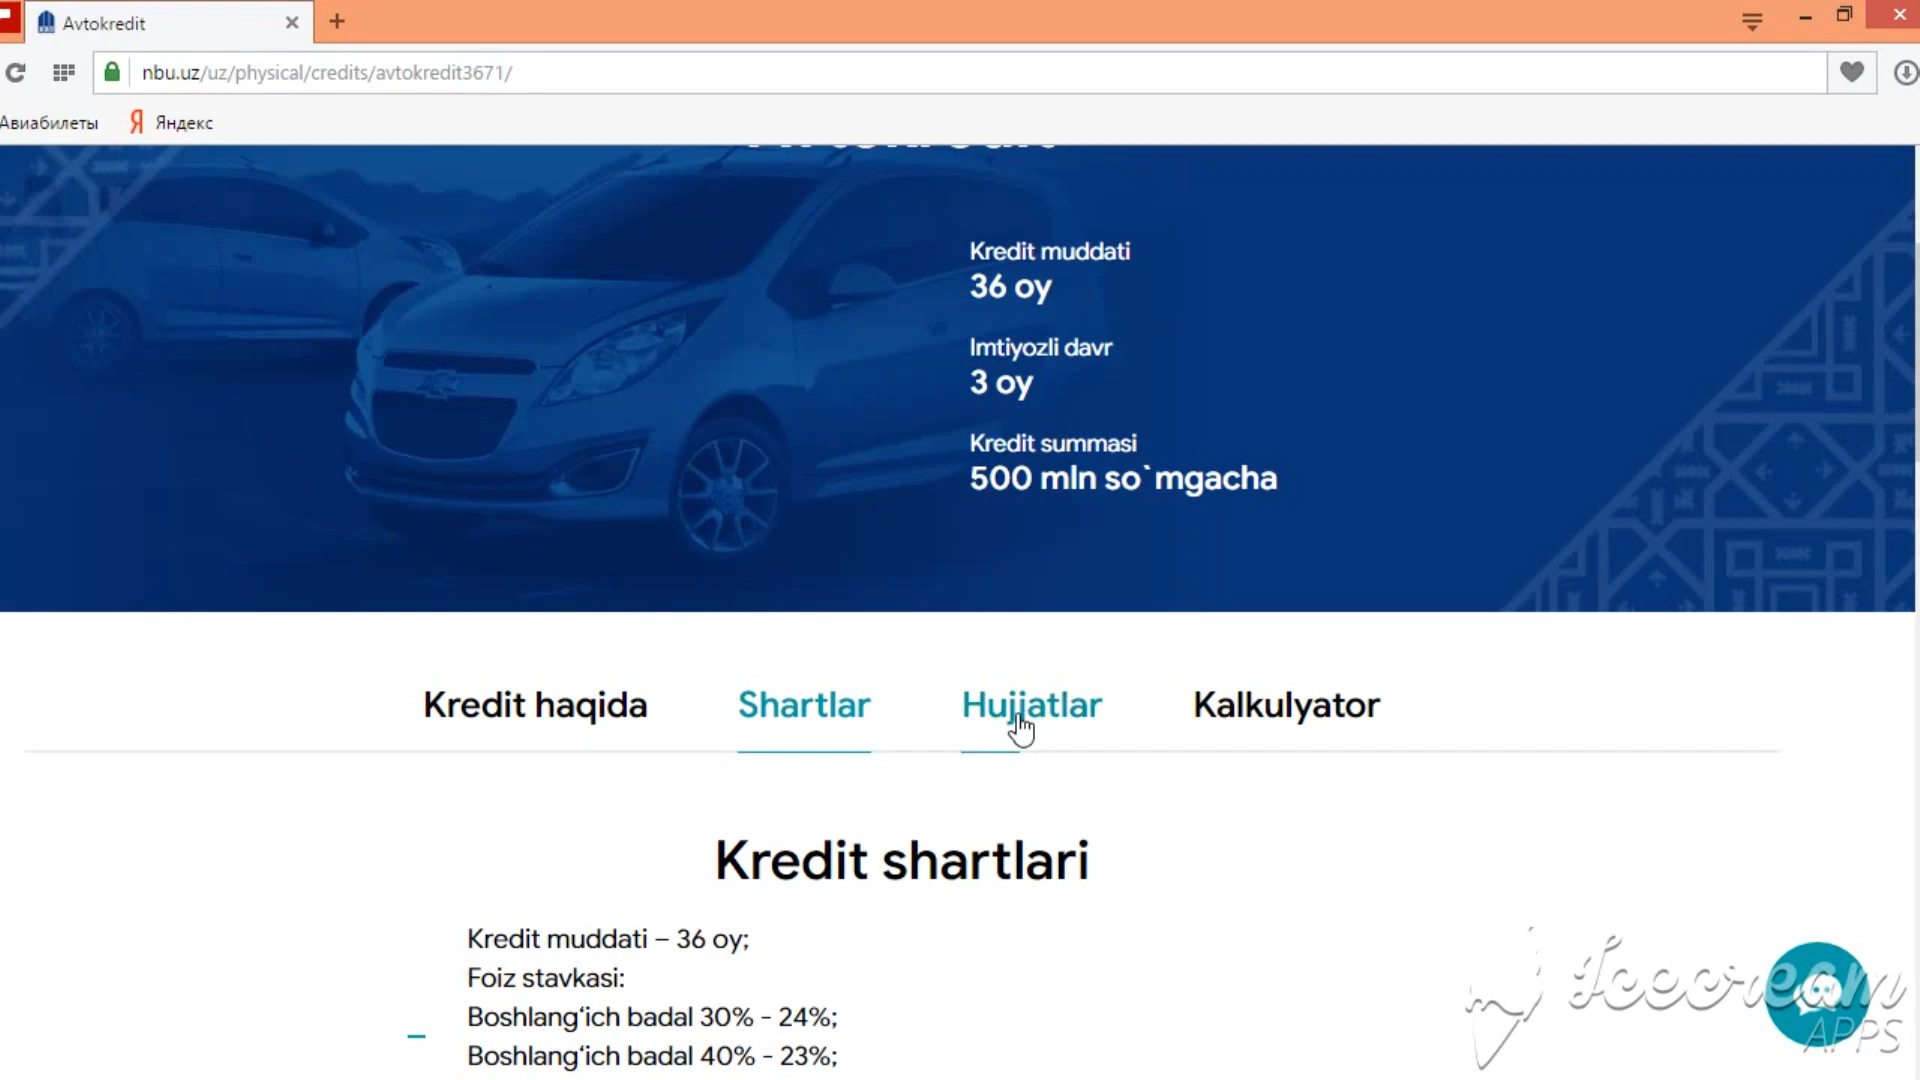 Avtokredit
nbu.uz/uz/physical/credits/avtokredit3671/
Авиабилеты
Я Яндекс
Kredit muddati
36 oy
Imtiyozli davr
3 oy
Kredit summasi
500 mln so`mgacha
Kredit haqida
Shartlar
Hujjatlar
Kalkulyator
Kredit shartlari
Kredit muddati – 36 oy;
Foiz stavkasi:
Boshlang‘ich badal 30% - 24%;
Boshlang‘ich badal 40% - 23%;
Icecream
APPS